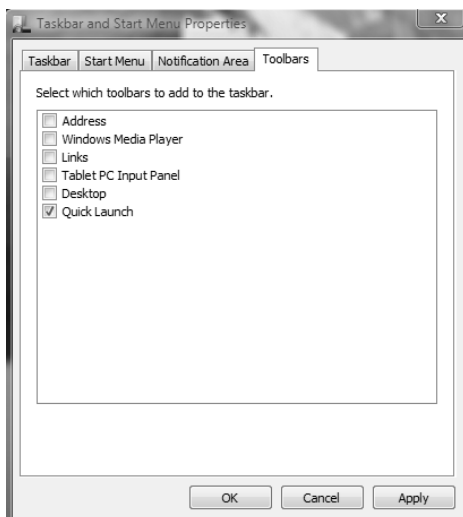 Taskbar and Start Menu Properties
Taskbar Start Menu Notification Area Toolbars
Select which toolbars to add to the taskbar.
Address
Windows Media Player
Links
Tablet PC Input Panel
Desktop
Quick Launch
OK Cancel Apply